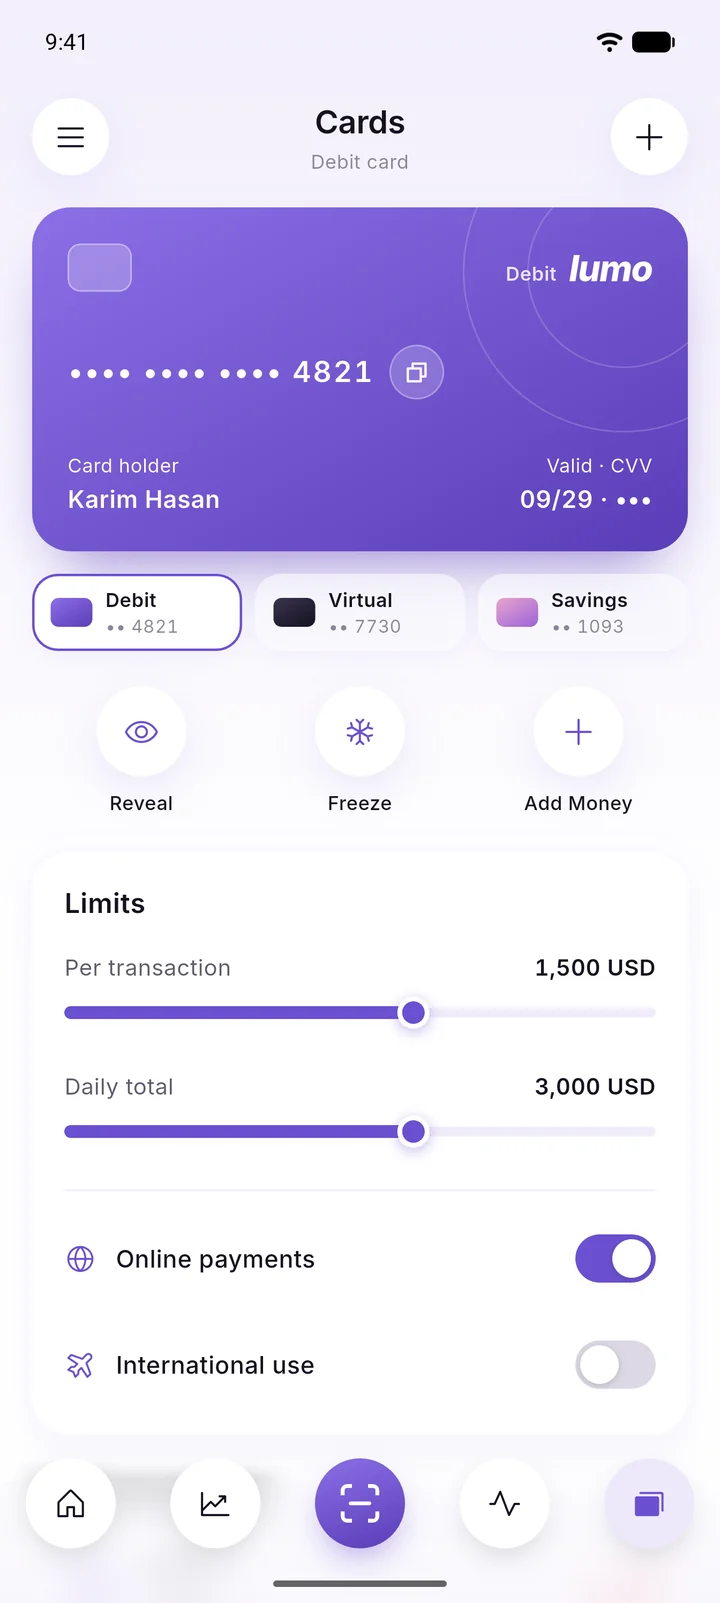 9:41
Cards
Debit card
Debit lumo
•••• •••• •••• 4821
Card holder
Valid · CVV
Karim Hasan
09/29 · •••
Debit
•• 4821
Virtual
•• 7730
Savings
•• 1093
Reveal
Freeze
Add Money
Limits
Per transaction
1,500 USD
Daily total
3,000 USD
Online payments
International use